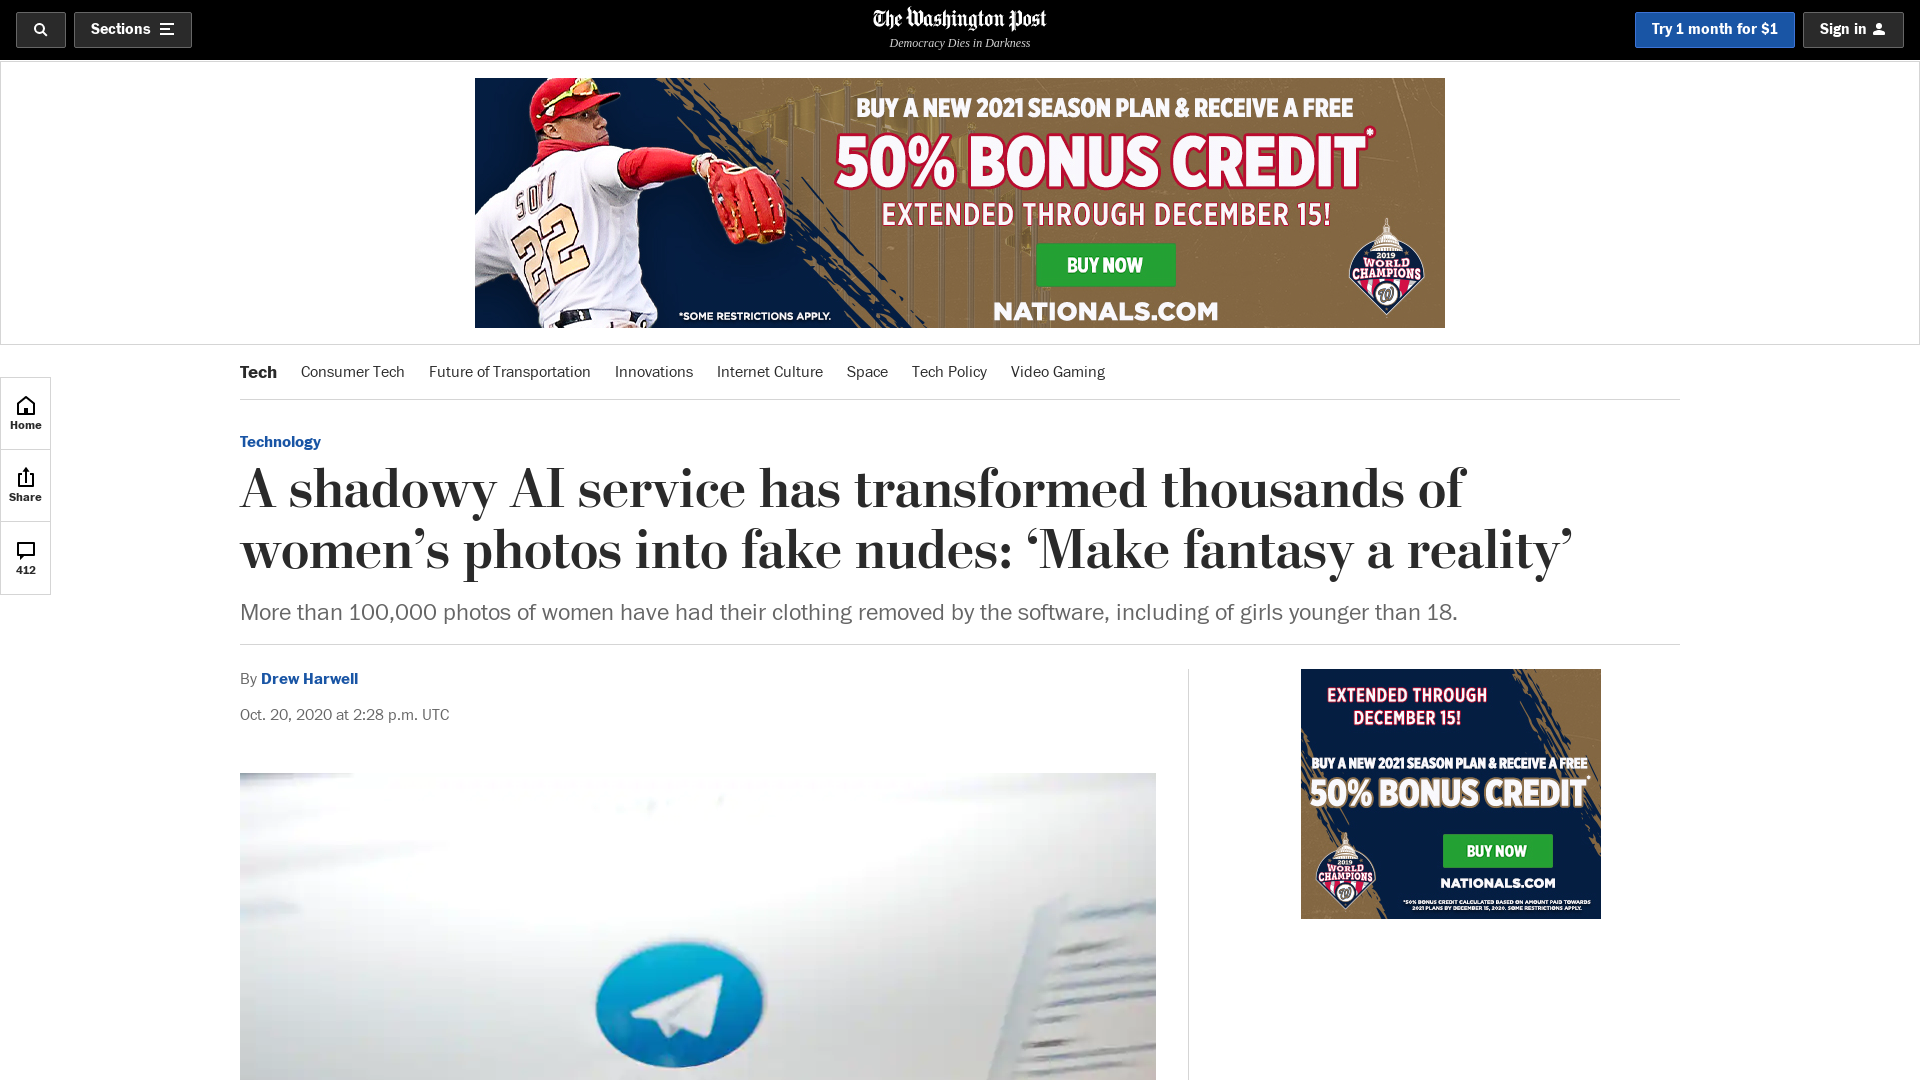 Sections
The Washington Post
Democracy Dies in Darkness
Try 1 month for $1
Sign in
BUY A NEW 2021 SEASON PLAN & RECEIVE A FREE
50% BONUS CREDIT*
EXTENDED THROUGH DECEMBER 15!
BUY NOW
NATIONALS.COM
*SOME RESTRICTIONS APPLY.
22
2019
WORLD
CHAMPIONS
W
Tech
Consumer Tech
Future of Transportation
Innovations
Internet Culture
Space
Tech Policy
Video Gaming
Home
Share
412
Technology
A shadowy AI service has transformed thousands of
women’s photos into fake nudes: ‘Make fantasy a reality’
More than 100,000 photos of women have had their clothing removed by the software, including of girls younger than 18.
By Drew Harwell
Oct. 20, 2020 at 2:28 p.m. UTC
EXTENDED THROUGH
DECEMBER 15!
BUY A NEW 2021 SEASON PLAN & RECEIVE A FREE
50% BONUS CREDIT*
BUY NOW
NATIONALS.COM
2019
WORLD
CHAMPIONS
W
*50% BONUS CREDIT CALCULATED BASED ON AMOUNT PAID TOWARDS
2021 PLANS BY DECEMBER 15, 2020. SOME RESTRICTIONS APPLY.